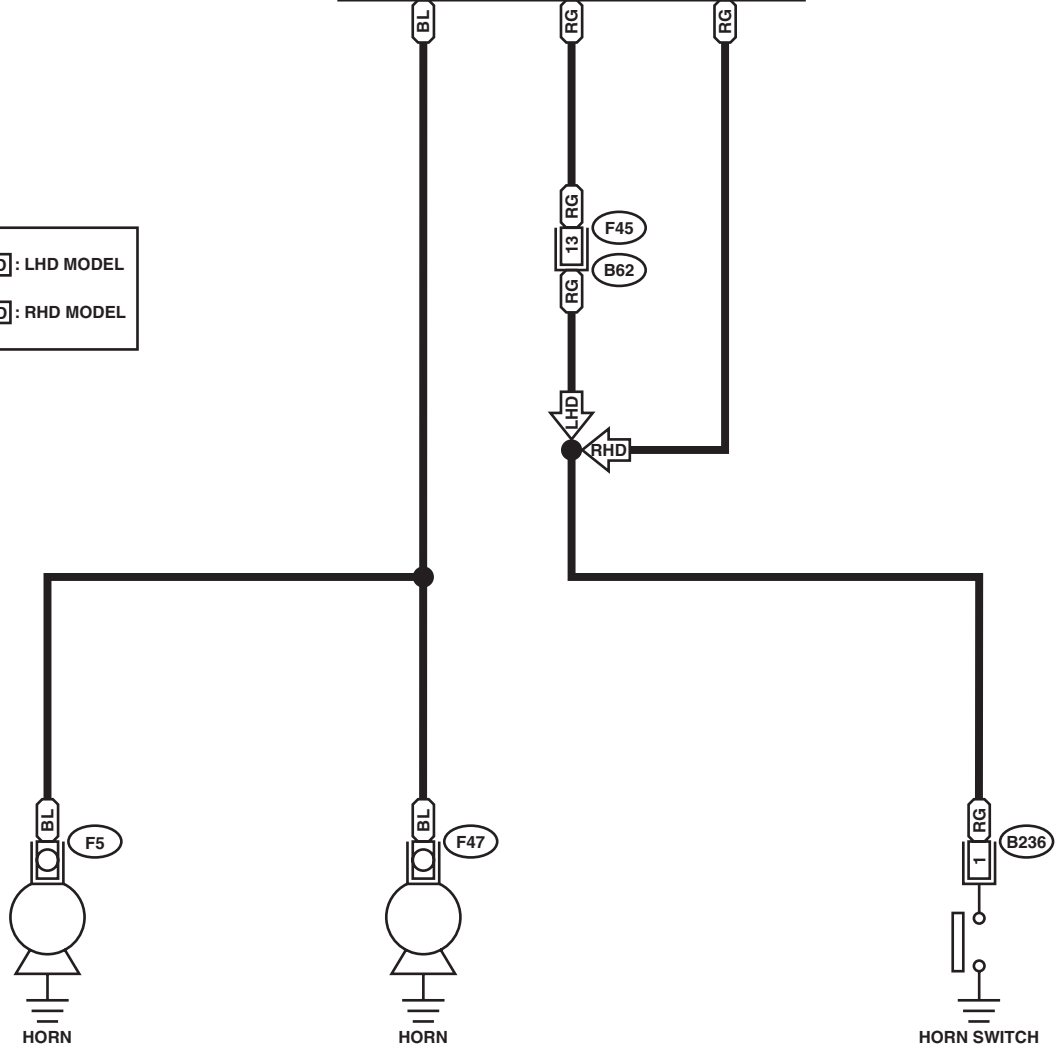 BL
RG
RG
RG
F45
13
B62
RG
: LHD MODEL
: RHD MODEL
LHD
RHD
BL
F5
BL
F47
RG
B236
1
HORN
HORN
HORN SWITCH